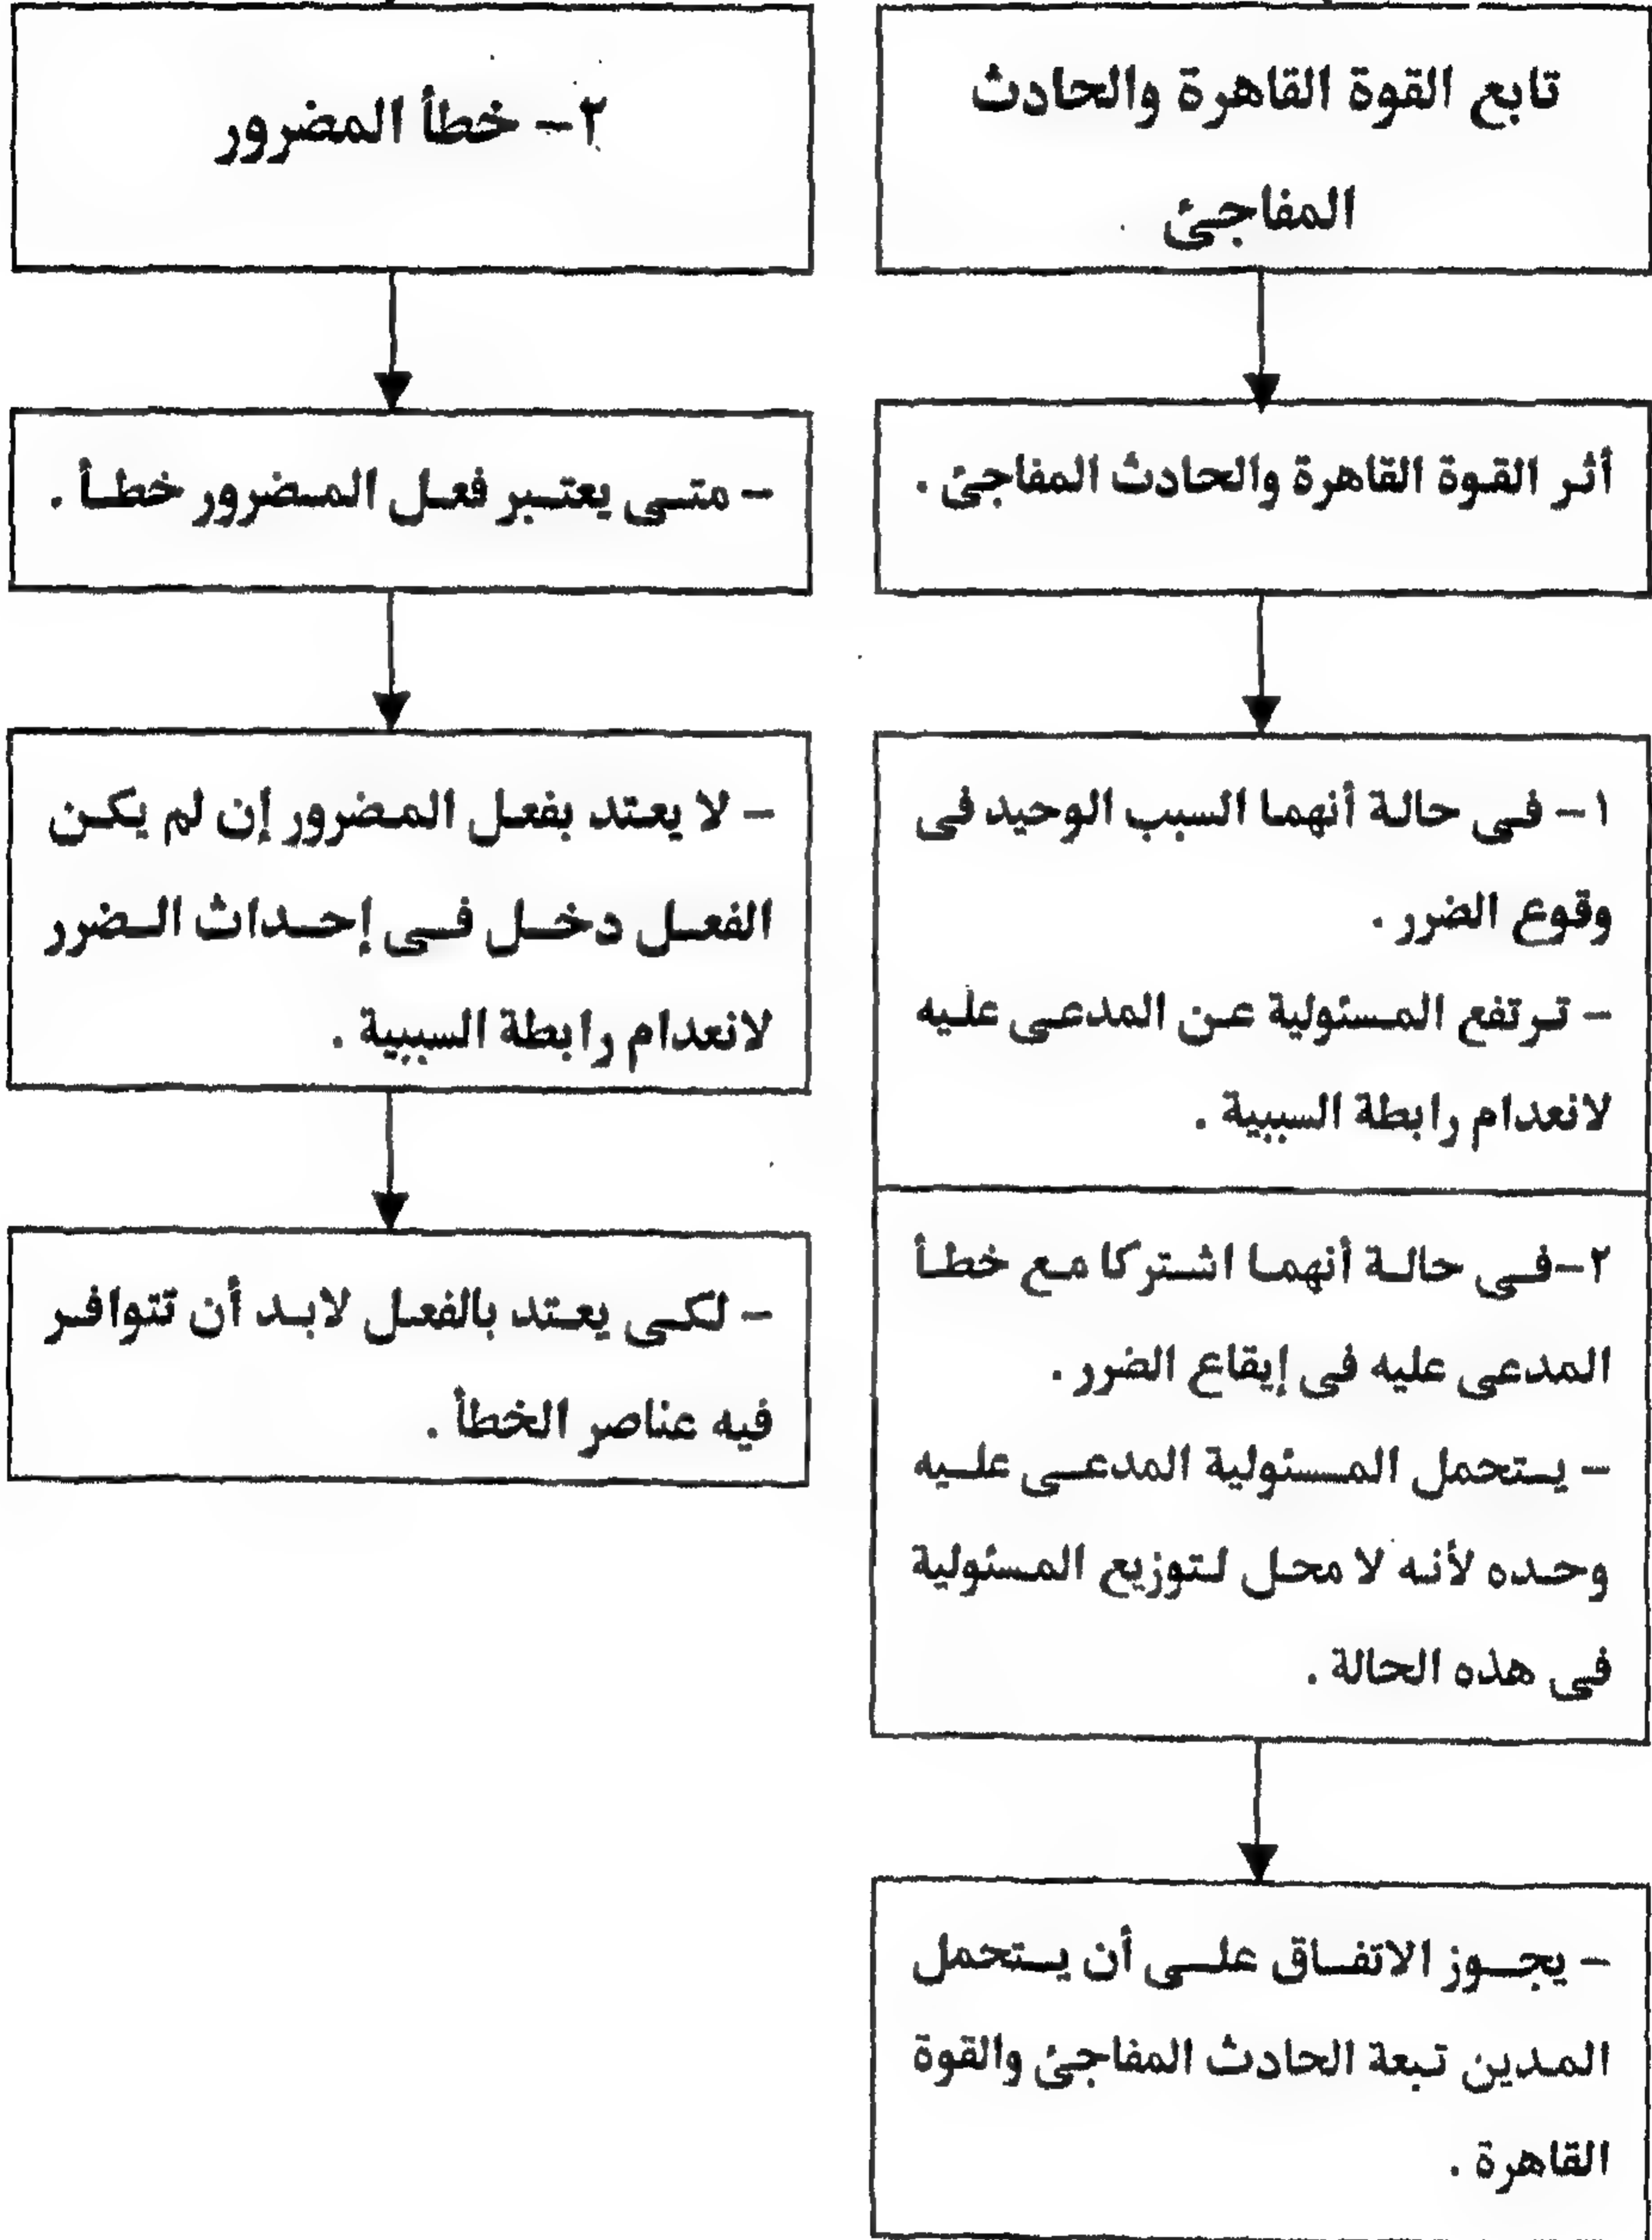 تابع القوة القاهرة والحادث
المفاجئ
أثر القوة القاهرة والحادث المفاجئ .
١- فى حالة أنهما السبب الوحيد فى
وقوع الضرر .
- ترتفع المسئولية عن المدعى عليه
لانعدام رابطة السببية .
٢-فى حالة أنهما اشتركا مع خطأ
المدعى عليه فى إيقاع الضرر .
- يتحمل المسئولية المدعى عليه
وحده لأنه لا محل لتوزيع المسئولية
فى هذه الحالة .
- يجوز الاتفاق على أن يتحمل
المدين تبعة الحادث المفاجئ والقوة
القاهرة .
٢- خطأ المضرور
- متى يعتبر فعل المضرور خطأ .
- لا يعتد بفعل المضرور إن لم يكن
الفعل دخل فى إحداث الضرر
لانعدام رابطة السببية .
- لكى يعتد بالفعل لابد أن تتوافر
فيه عناصر الخطأ .